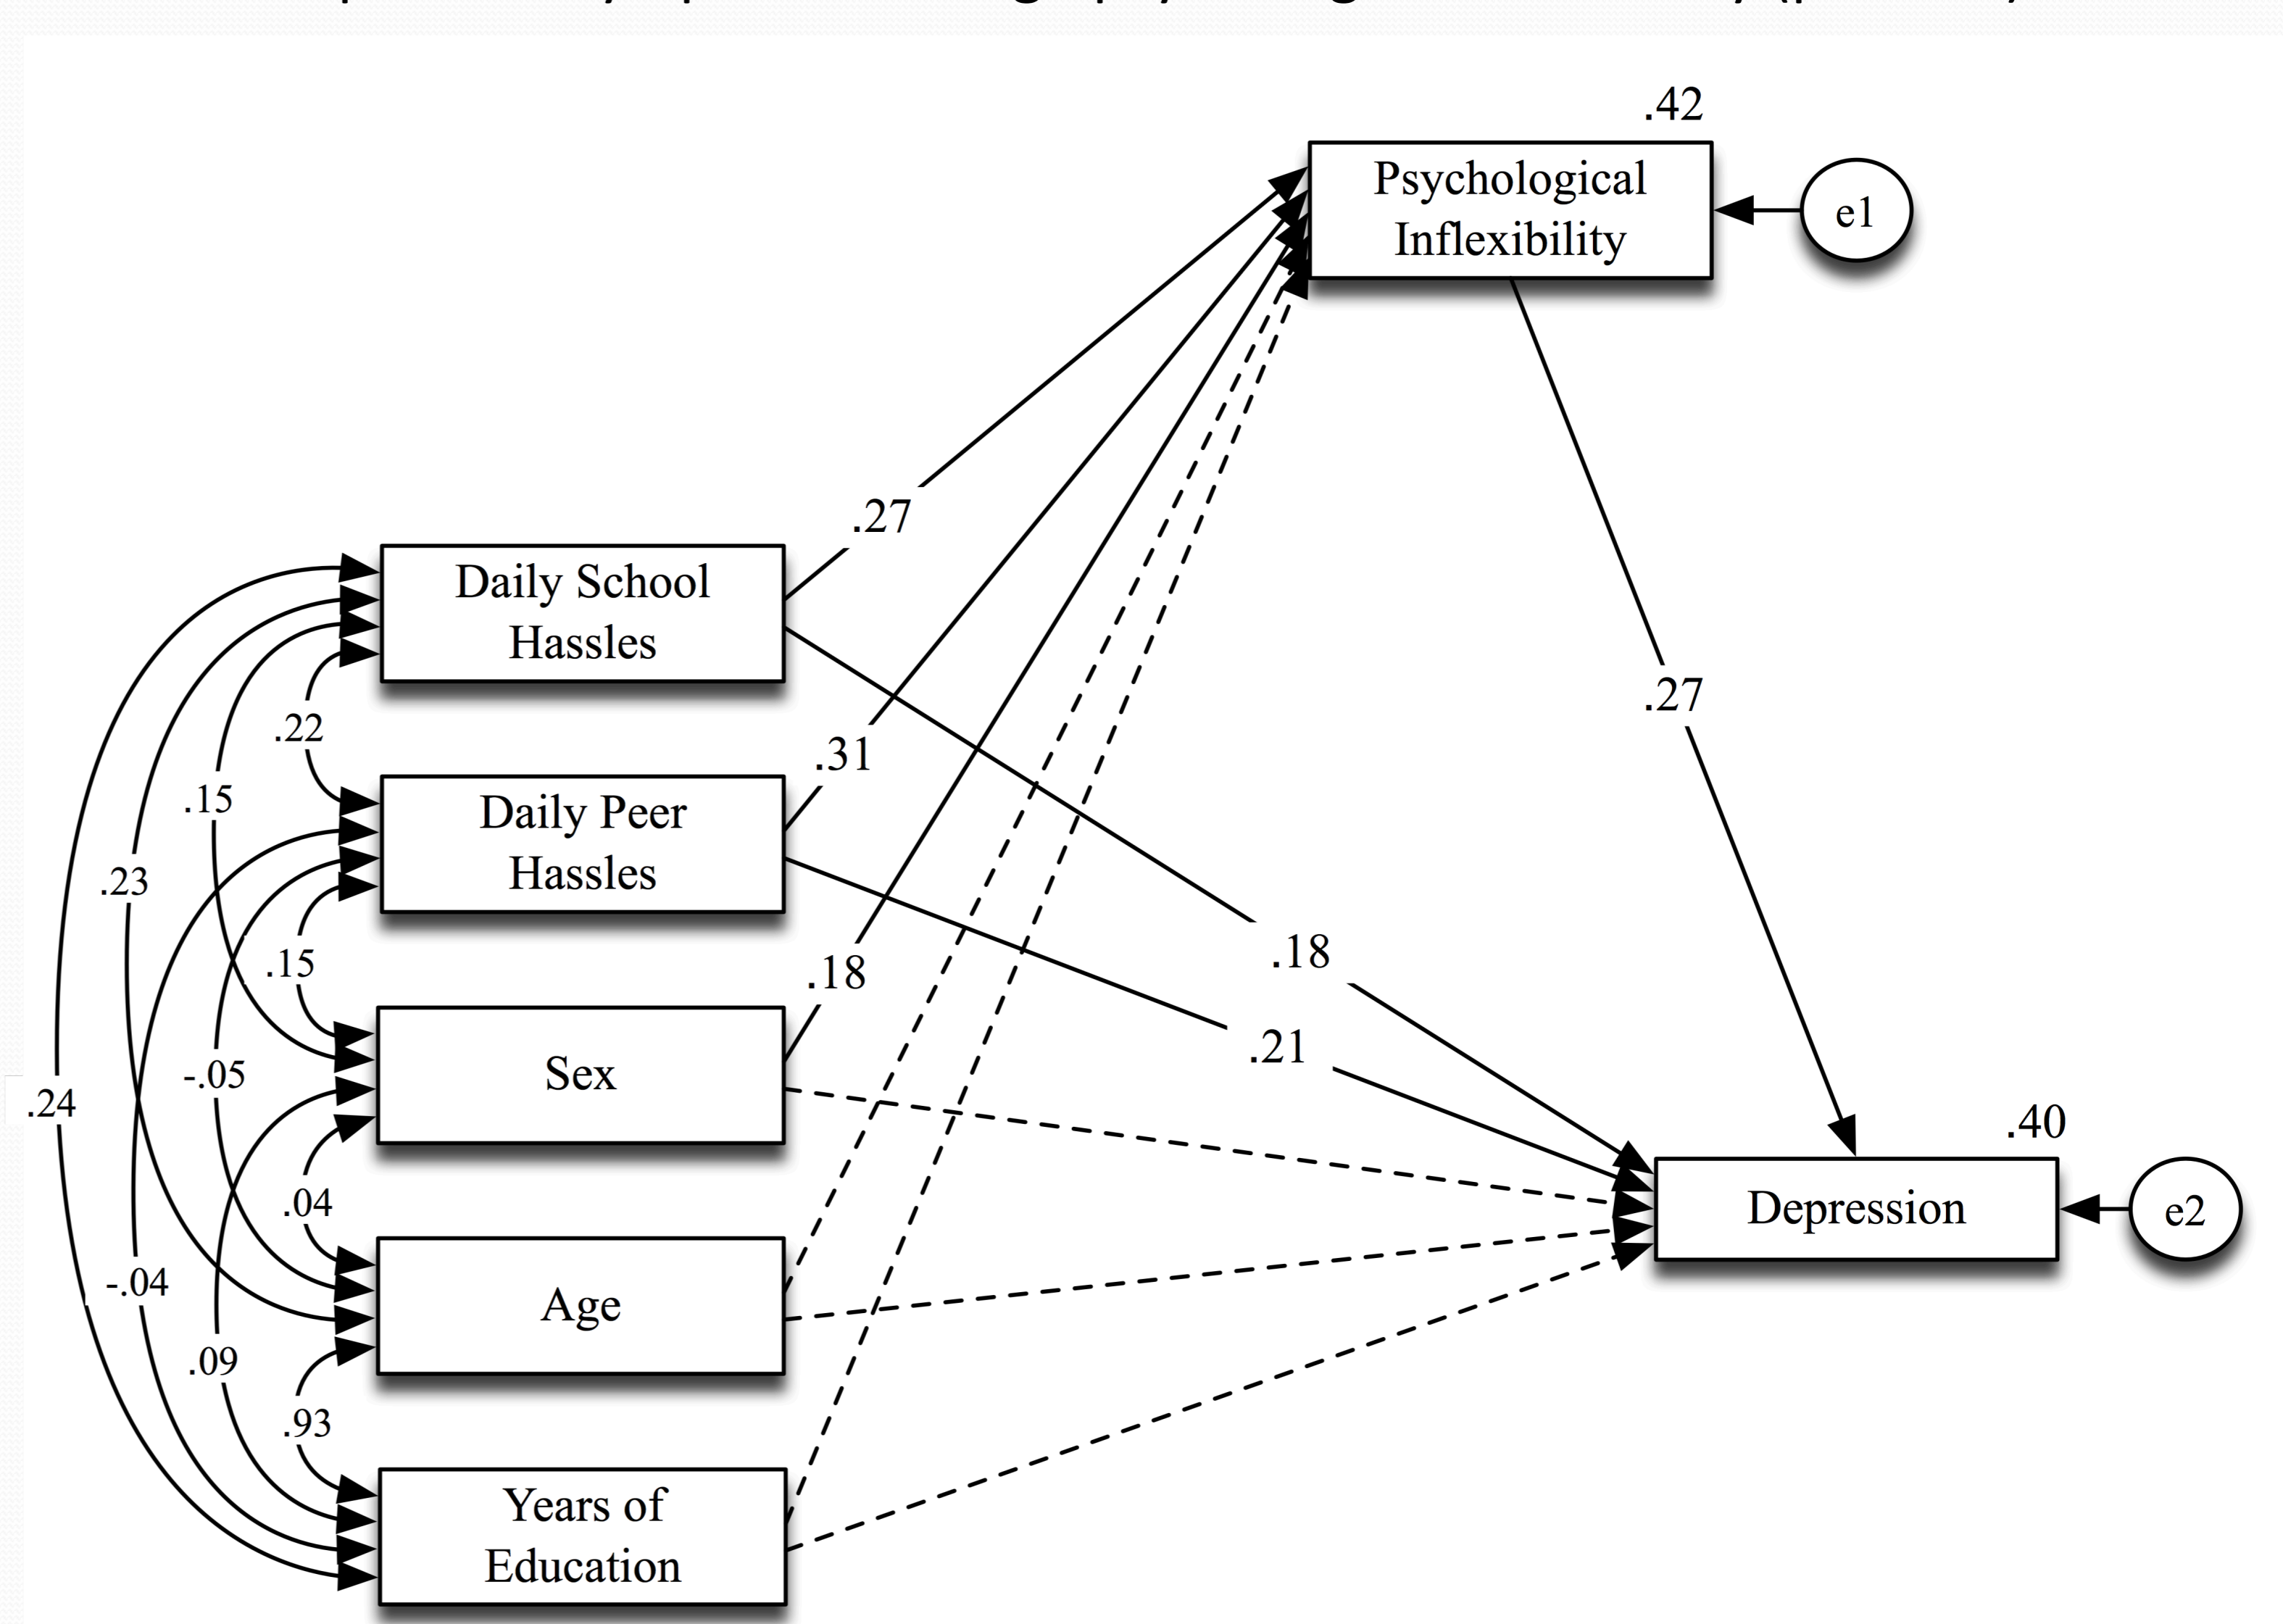 .42
Psychological
Inflexibility
e1
.27
Daily School
Hassles
.27
.22
.31
.15
Daily Peer
Hassles
.23
.18
.15
.18
.21
-.05
Sex
.24
.40
.04
Depression
e2
-.04
Age
.09
.93
Years of
Education